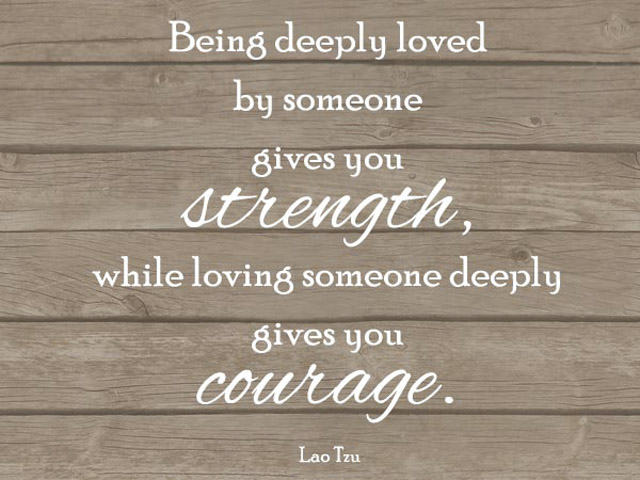 Being deeply loved
by someone
gives you
strength,
while loving someone deeply
gives you
courage.
Lao Tzu